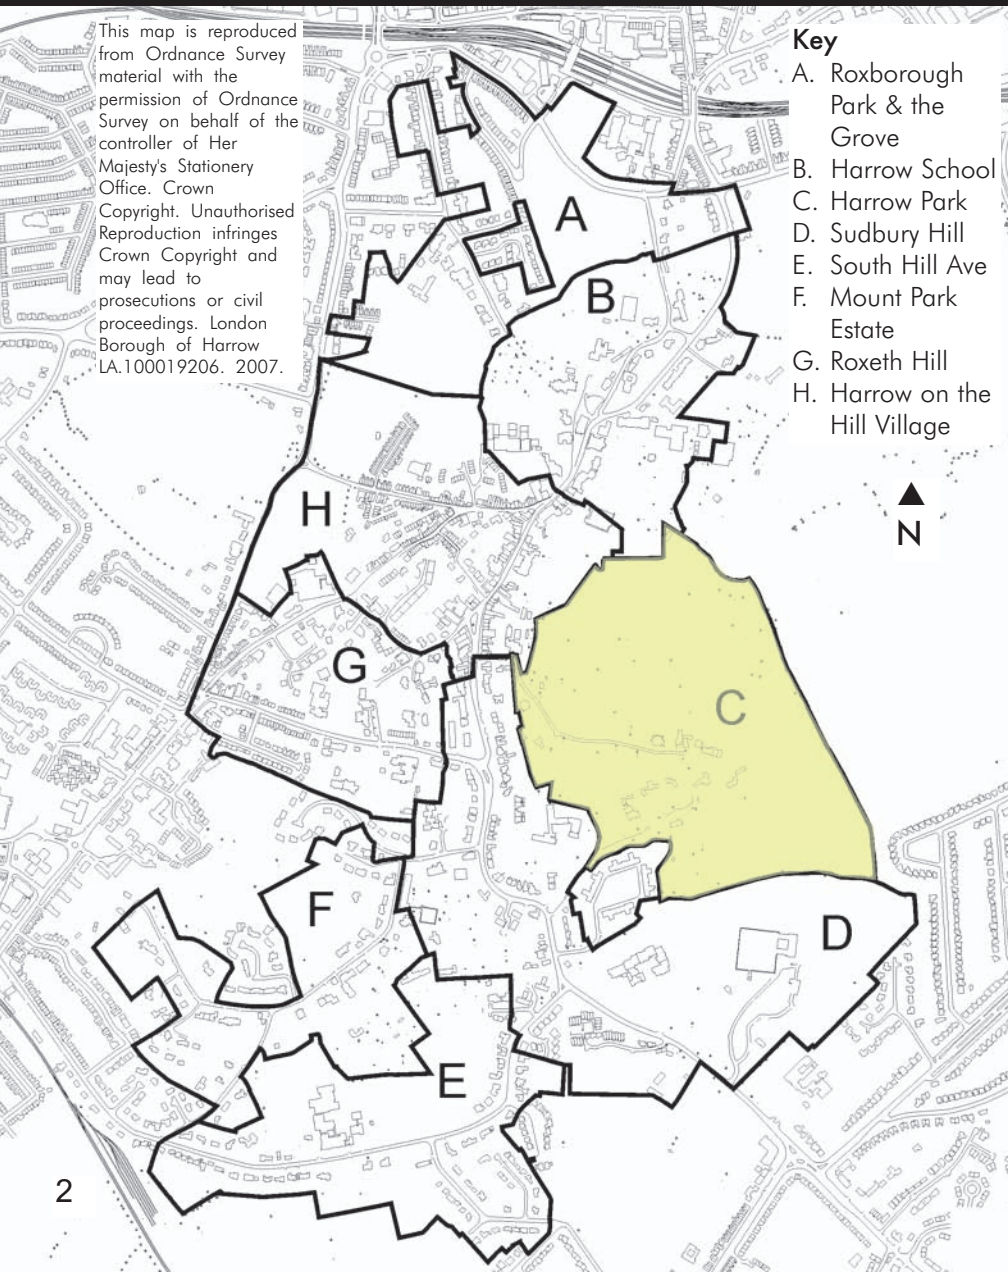 This map is reproduced
from Ordnance Survey
material with the
permission of Ordnance
Survey on behalf of the
controller of Her
Majesty's Stationery
Office. Crown
Copyright. Unauthorised
Reproduction infringes
Crown Copyright and
may lead to
prosecutions or civil
proceedings. London
Borough of Harrow
LA.100019206. 2007.
Key
A. Roxborough
Park & the
Grove
B. Harrow School
C. Harrow Park
D. Sudbury Hill
E. South Hill Ave
F. Mount Park
Estate
G. Roxeth Hill
H. Harrow on the
Hill Village
N
A
B
H
G
C
F
D
E
2